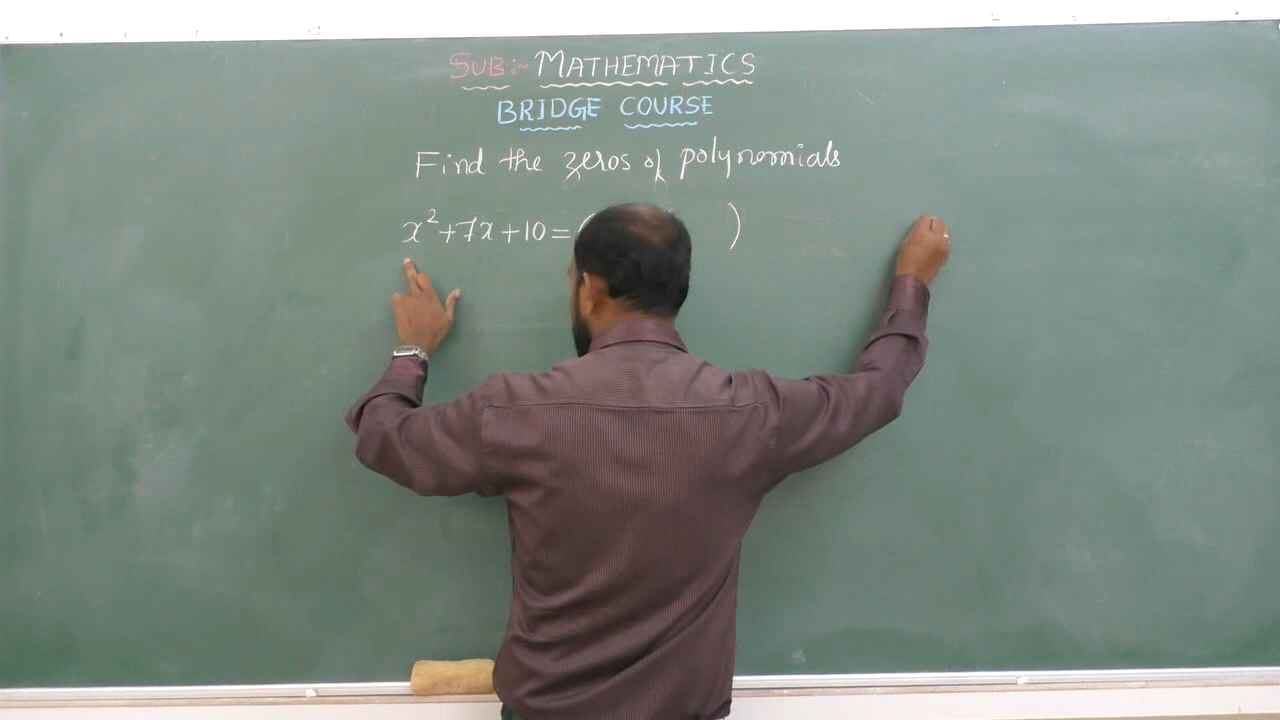 SUB:- MATHEMATICS
BRIDGE COURSE
Find the zeros of polynomials
x²+7x+10=( )